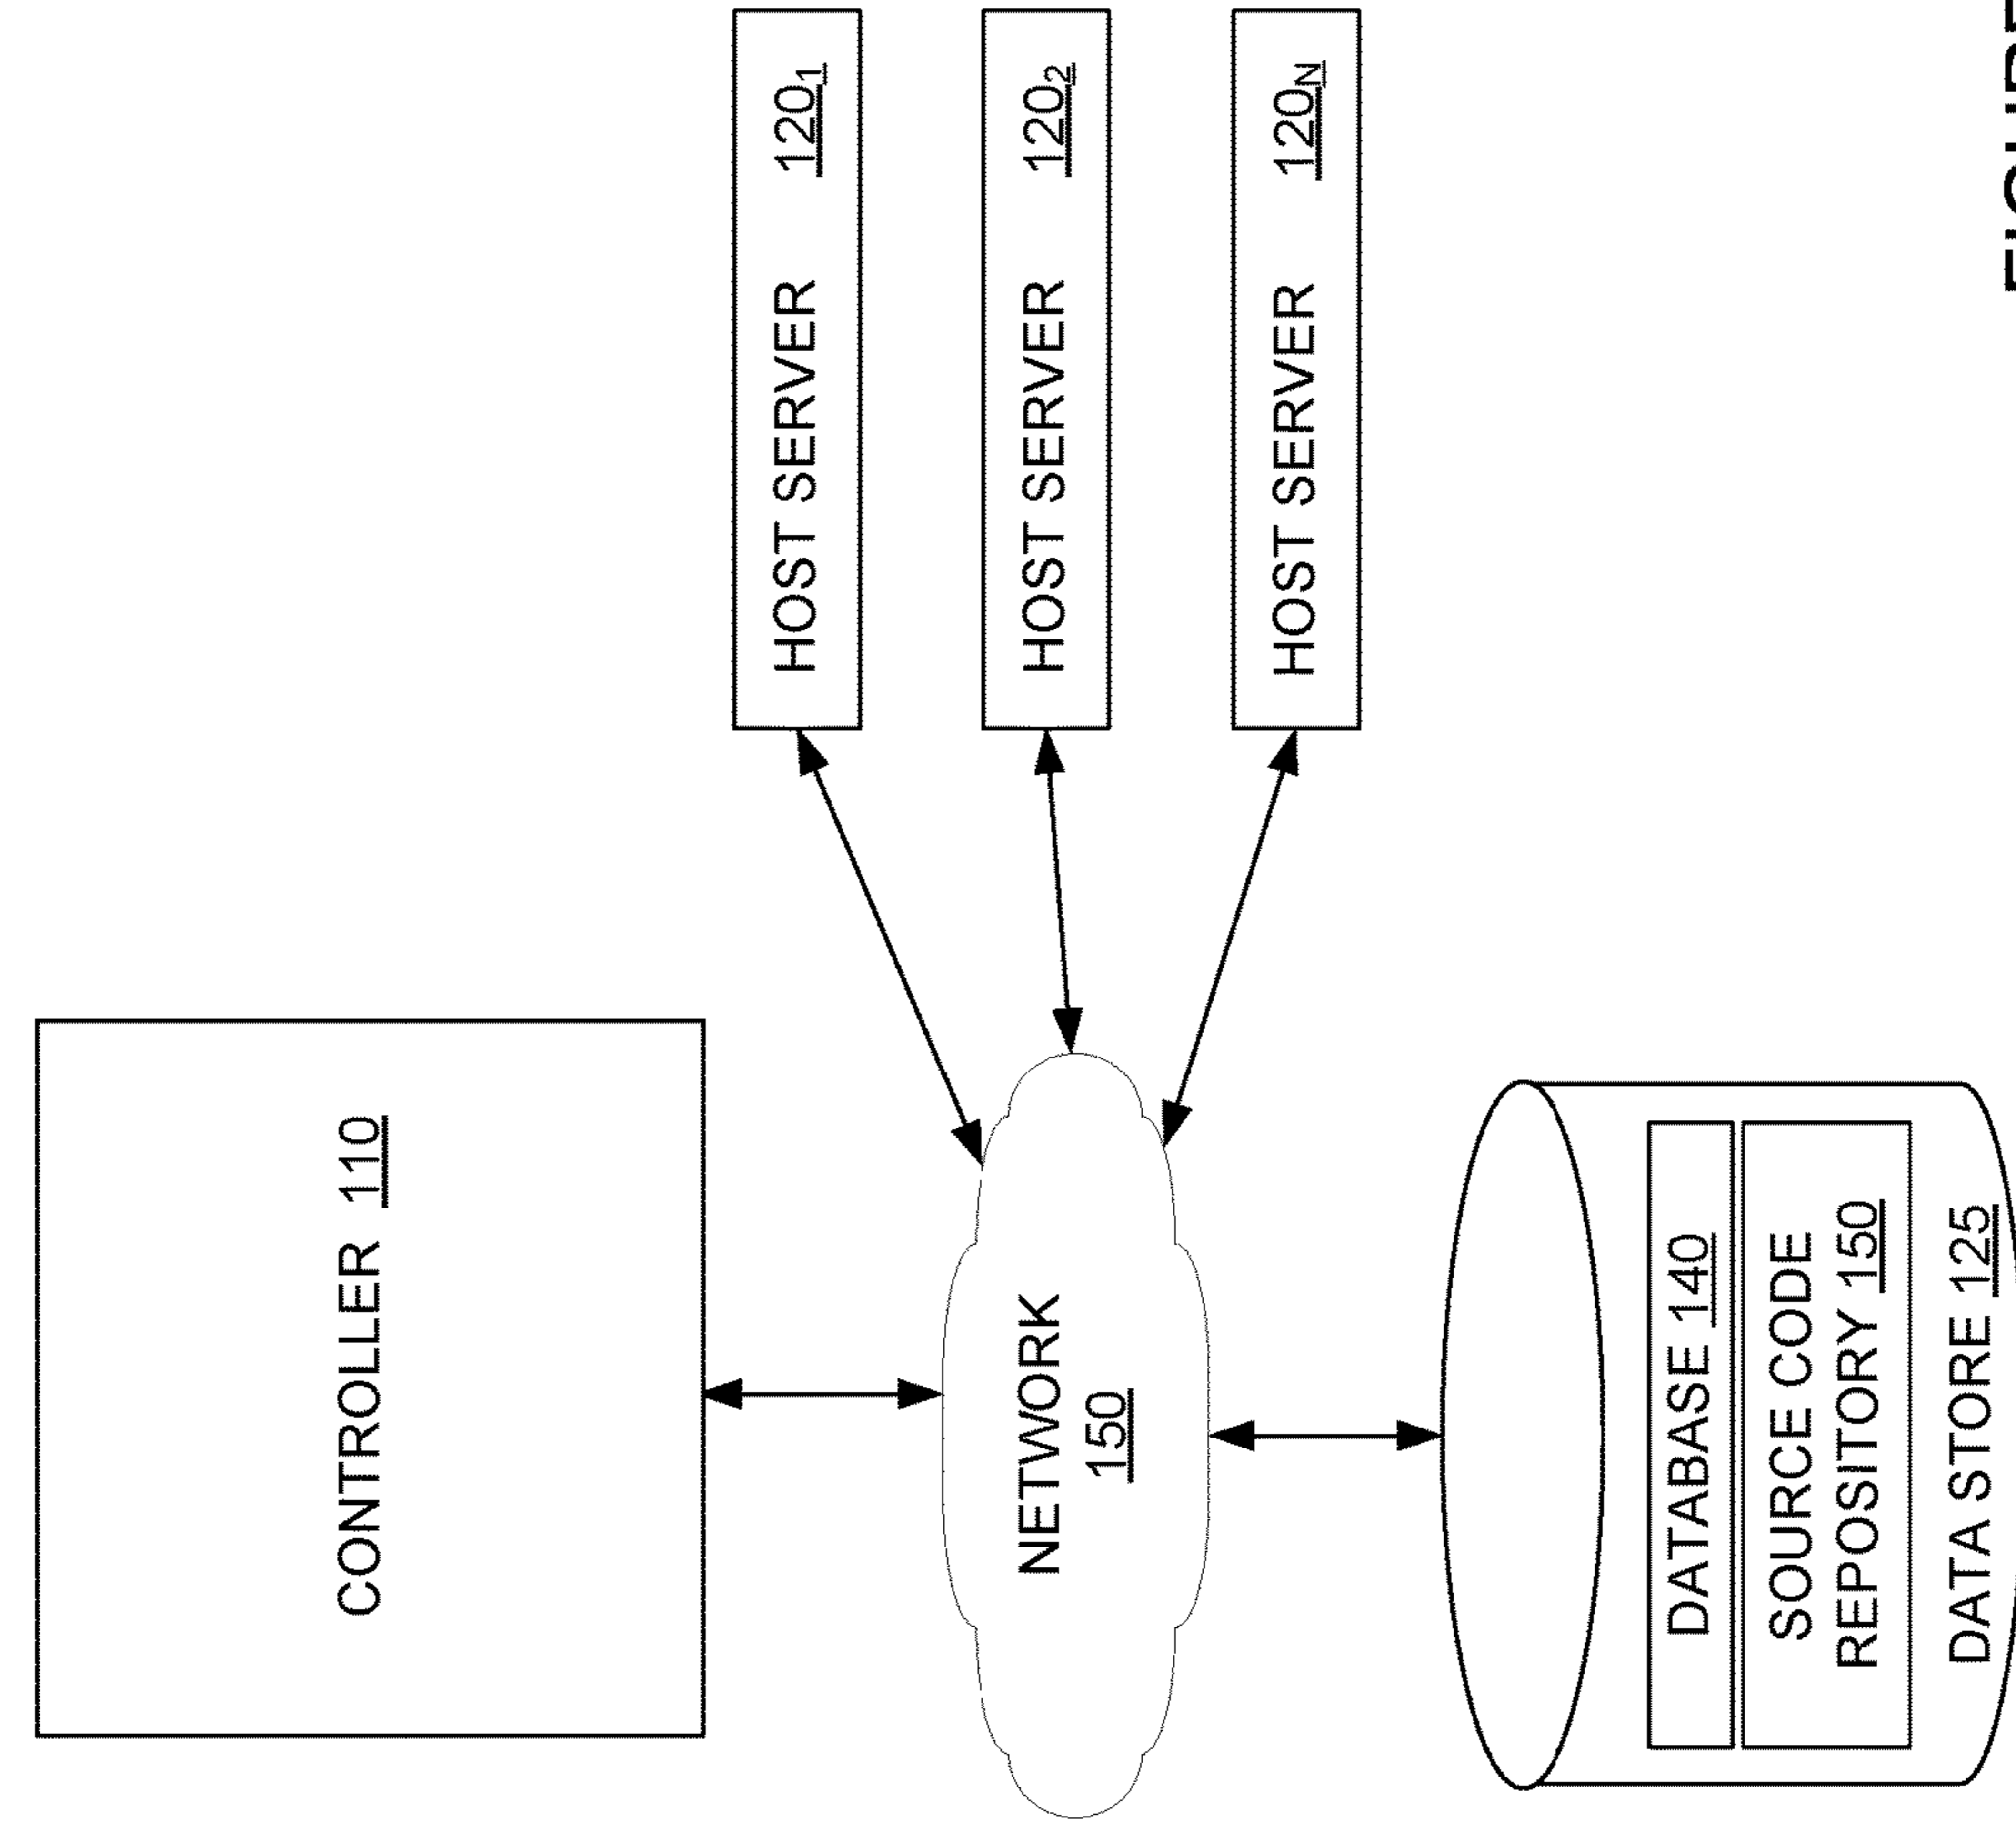 CONTROLLER 110
HOST SERVER 120₁
HOST SERVER 120₂
HOST SERVER 120N
NETWORK
150
DATABASE 140
SOURCE CODE
REPOSITORY 150
DATA STORE 125